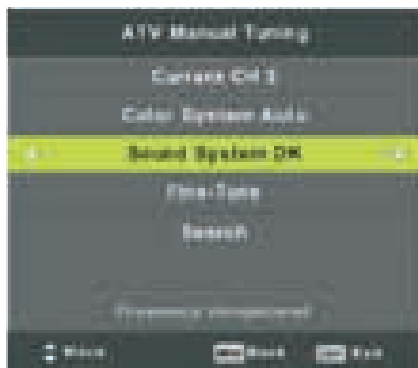 ATV Manual Tuning
Current CH 1
Color System Auto
Sound System DK
Fine-Tune
Search
Move
Back
Exit